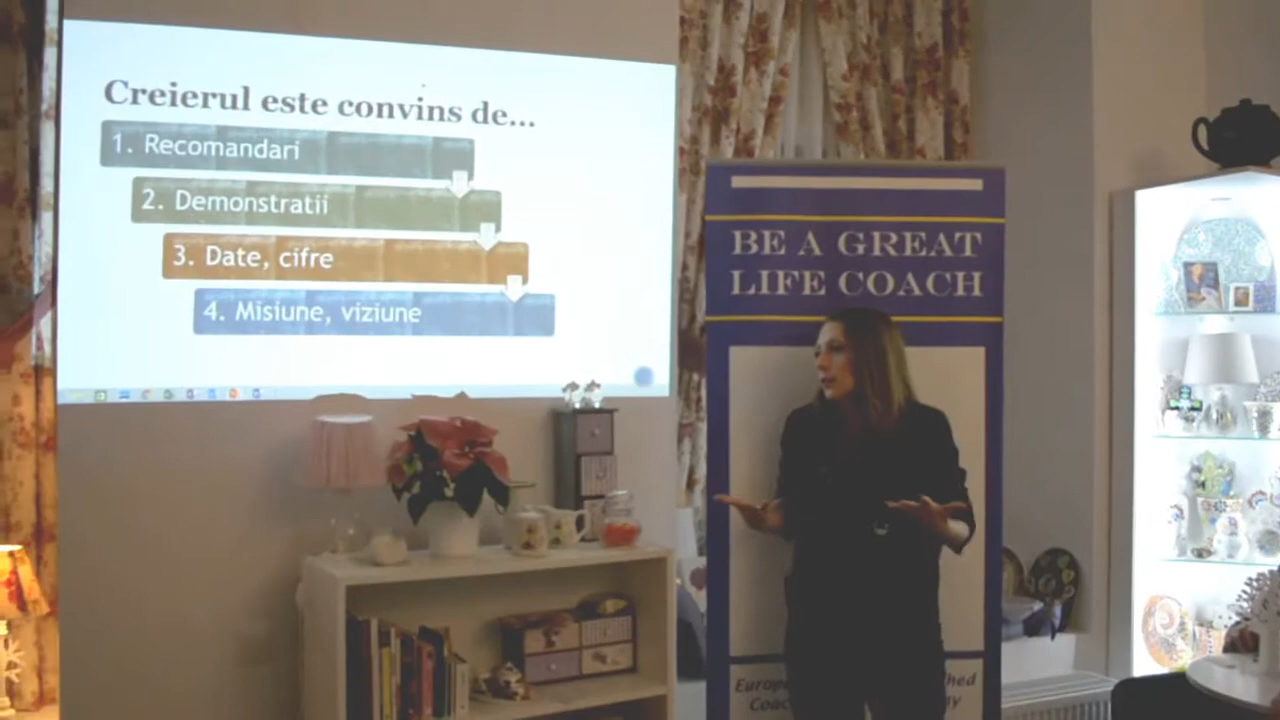 Creierul este convins de...
1. Recomandari
2. Demonstratii
3. Date, cifre
4. Misiune, viziune
BE A GREAT
LIFE COACH